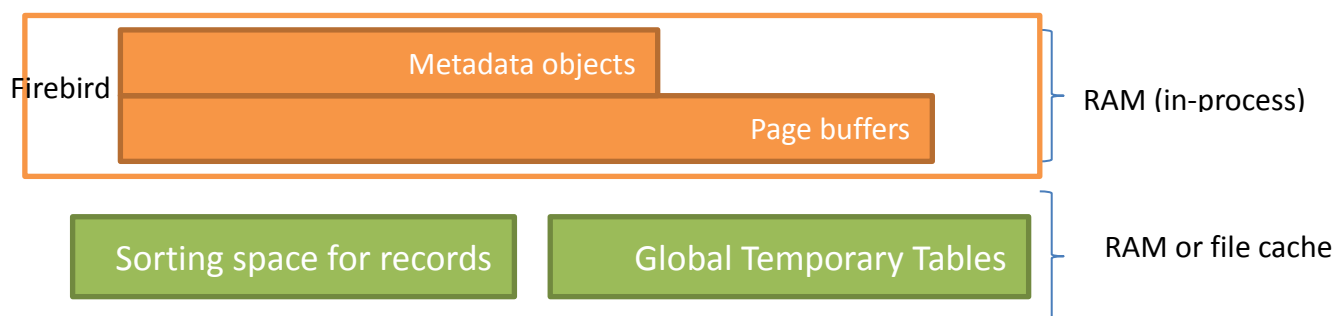 Metadata objects
Firebird
Page buffers
RAM (in-process)
Sorting space for records
Global Temporary Tables
RAM or file cache